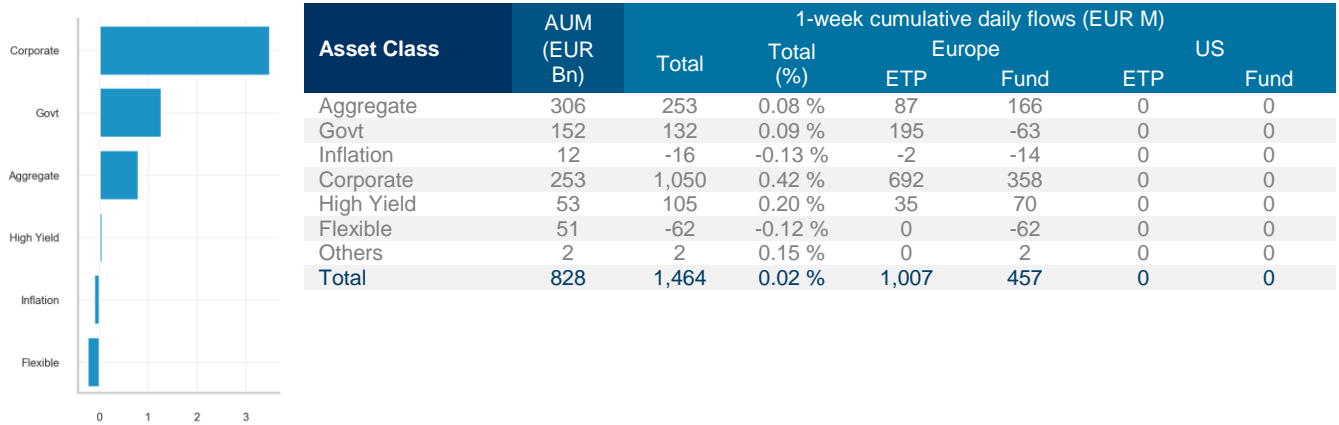 Corporate
Govt
Aggregate
High Yield
Inflation
Flexible
0 1 2 3
Asset Class AUM (EUR Bn) 1-week cumulative daily flows (EUR M)
Total Total (%) Europe US
ETP Fund ETP Fund
Aggregate 306 253 0.08 % 87 166 0 0
Govt 152 132 0.09 % 195 -63 0 0
Inflation 12 -16 -0.13 % -2 -14 0 0
Corporate 253 1,050 0.42 % 692 358 0 0
High Yield 53 105 0.20 % 35 70 0 0
Flexible 51 -62 -0.12 % 0 -62 0 0
Others 2 2 0.15 % 0 2 0 0
Total 828 1,464 0.02 % 1,007 457 0 0